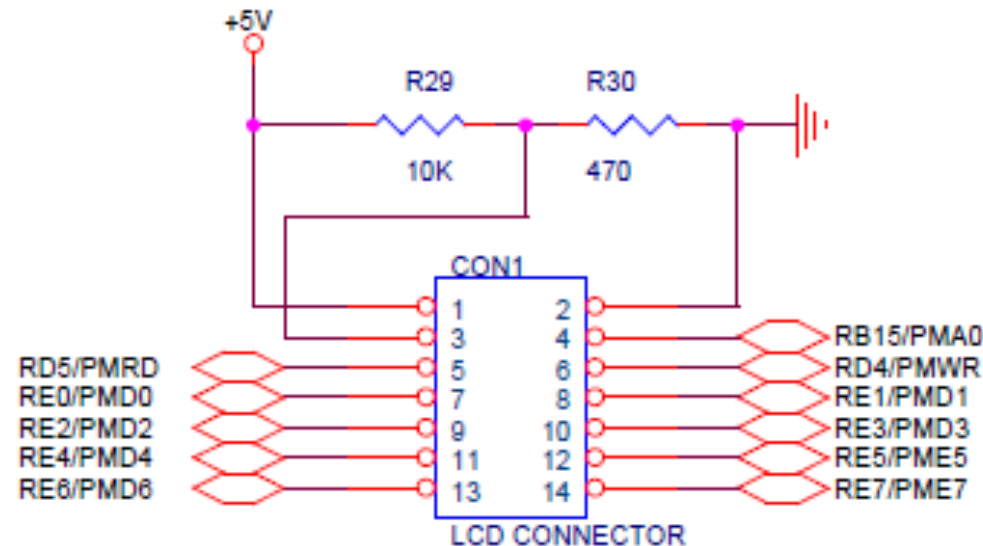 +5V
R29 R30
10K 470
CON1
1 2
3 4 RB15/PMA0
RD5/PMRD 5 6 RD4/PMWR
RE0/PMD0 7 8 RE1/PMD1
RE2/PMD2 9 10 RE3/PMD3
RE4/PMD4 11 12 RE5/PME5
RE6/PMD6 13 14 RE7/PME7
LCD CONNECTOR